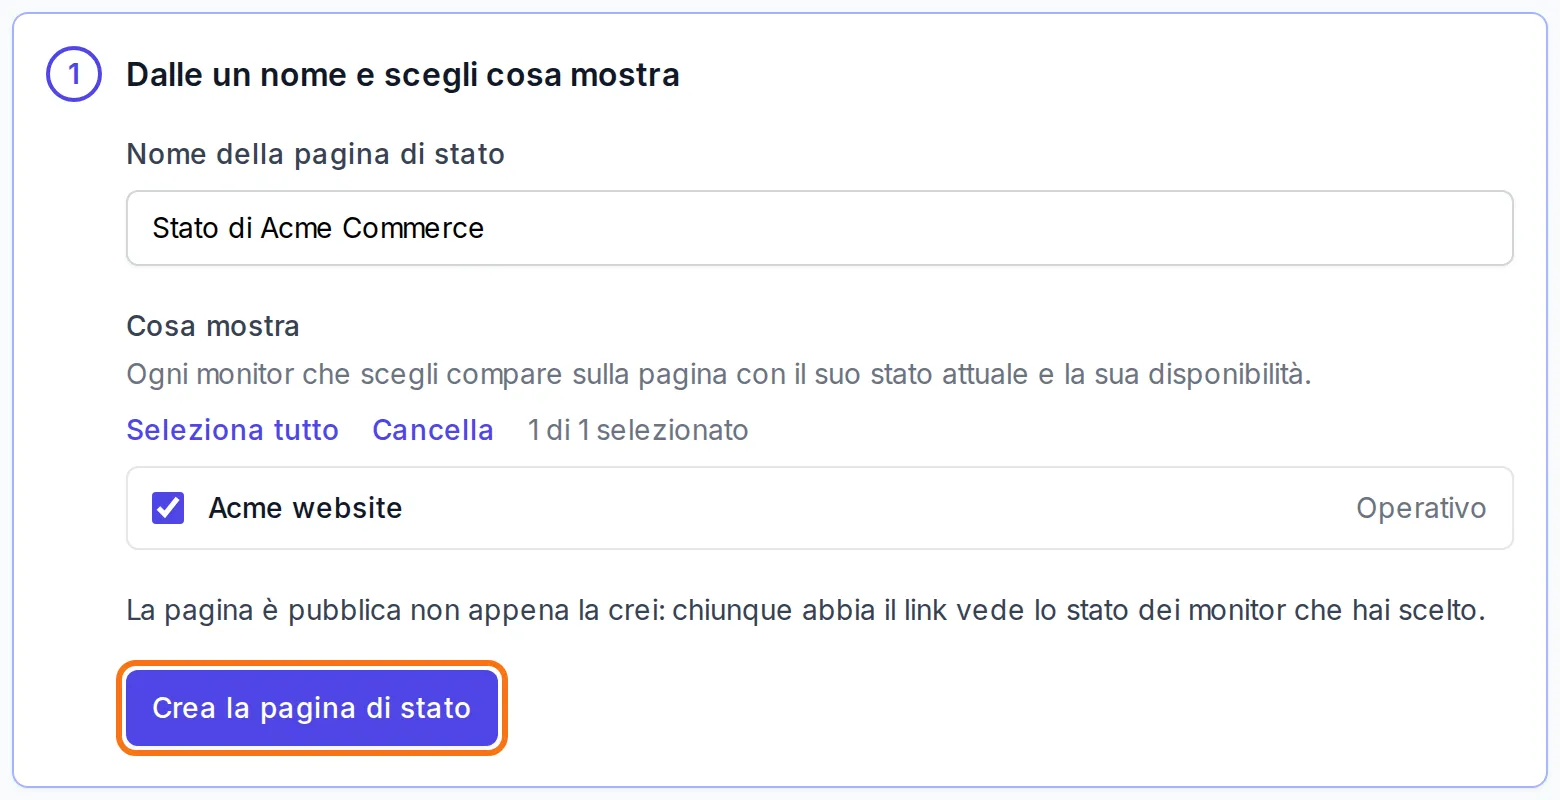 1
Dalle un nome e scegli cosa mostra
Nome della pagina di stato
Stato di Acme Commerce
Cosa mostra
Ogni monitor che scegli compare sulla pagina con il suo stato attuale e la sua disponibilità.
Seleziona tutto Cancella 1 di 1 selezionato
Acme website Operativo
La pagina è pubblica non appena la crei: chiunque abbia il link vede lo stato dei monitor che hai scelto.
Crea la pagina di stato